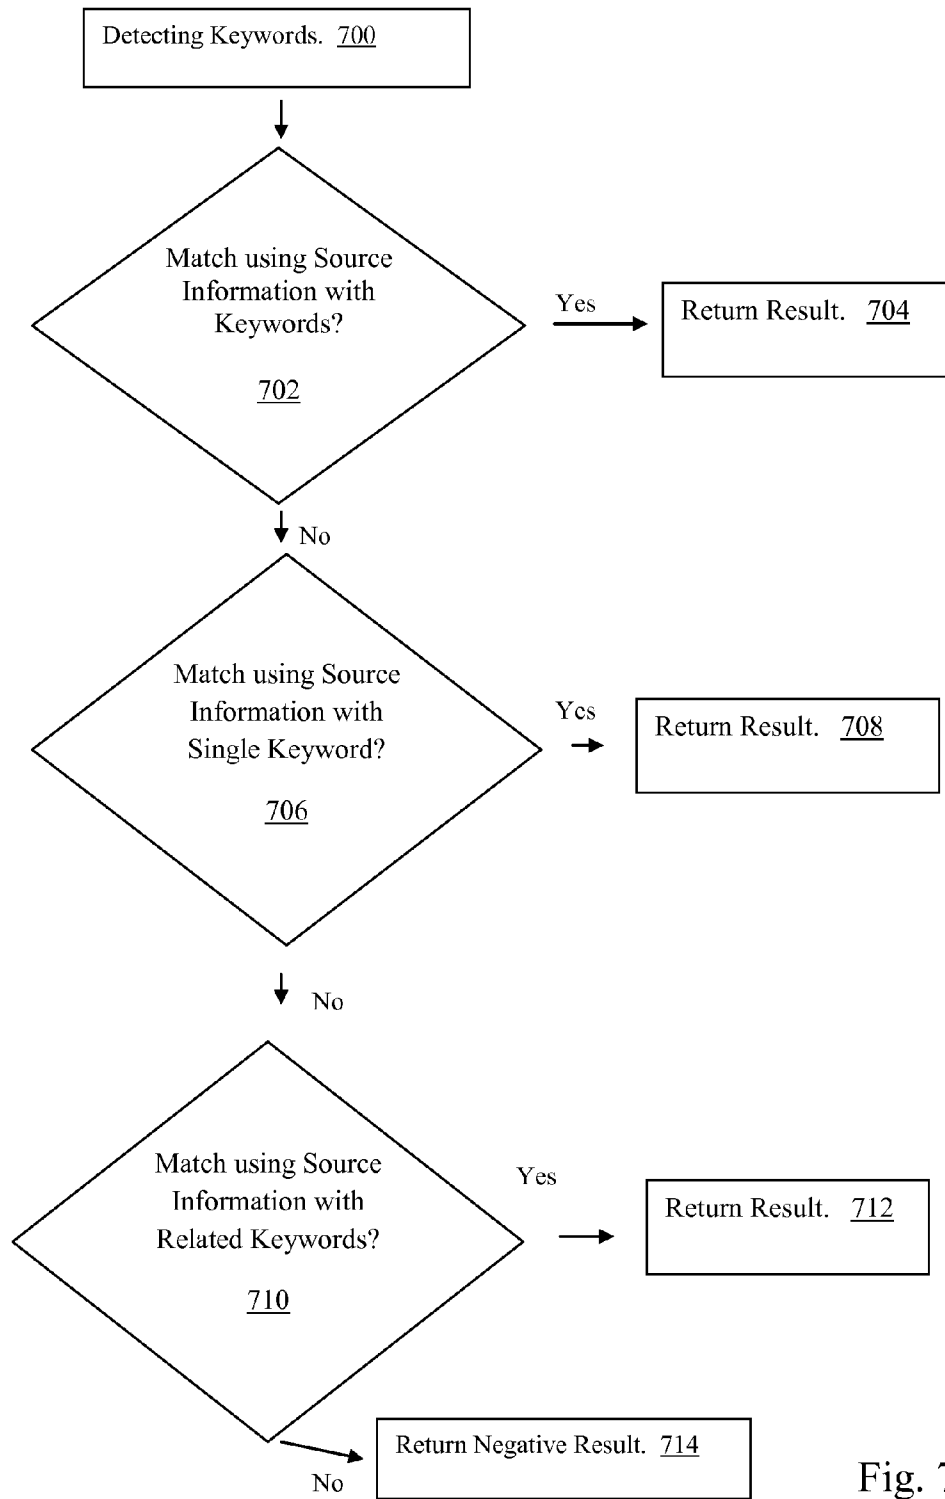 Detecting Keywords. 700
Match using Source
Information with
Keywords?
702
Yes
Return Result. 704
No
Match using Source
Information with
Single Keyword?
706
Yes
Return Result. 708
No
Match using Source
Information with
Related Keywords?
710
Yes
Return Result. 712
No
Return Negative Result. 714
Fig. 7